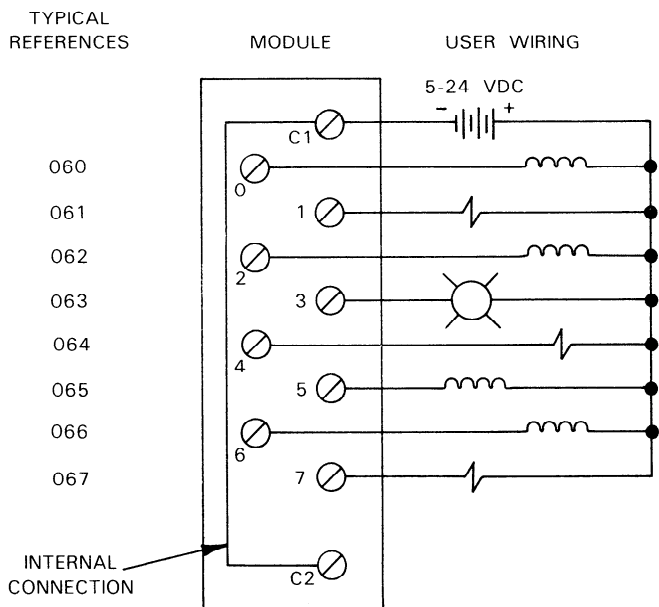 TYPICAL
REFERENCES
MODULE
USER WIRING
5-24 VDC
- +
C1
060
0
061
1
062
2
063
3
064
4
065
5
066
6
067
7
INTERNAL
CONNECTION
C2